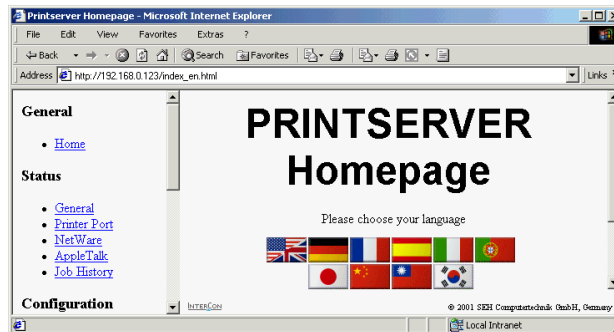 Printserver Homepage - Microsoft Internet Explorer
File Edit View Favorites Extras ?
Back Search Favorites
Address http://192.168.0.123/index_en.html Links
General
Home
Status
General
Printer Port
NetWare
AppleTalk
Job History
Configuration
PRINTSERVER
Homepage
Please choose your language
INTERCON
© 2001 SEH Computertechnik GmbH, Germany
Local intranet